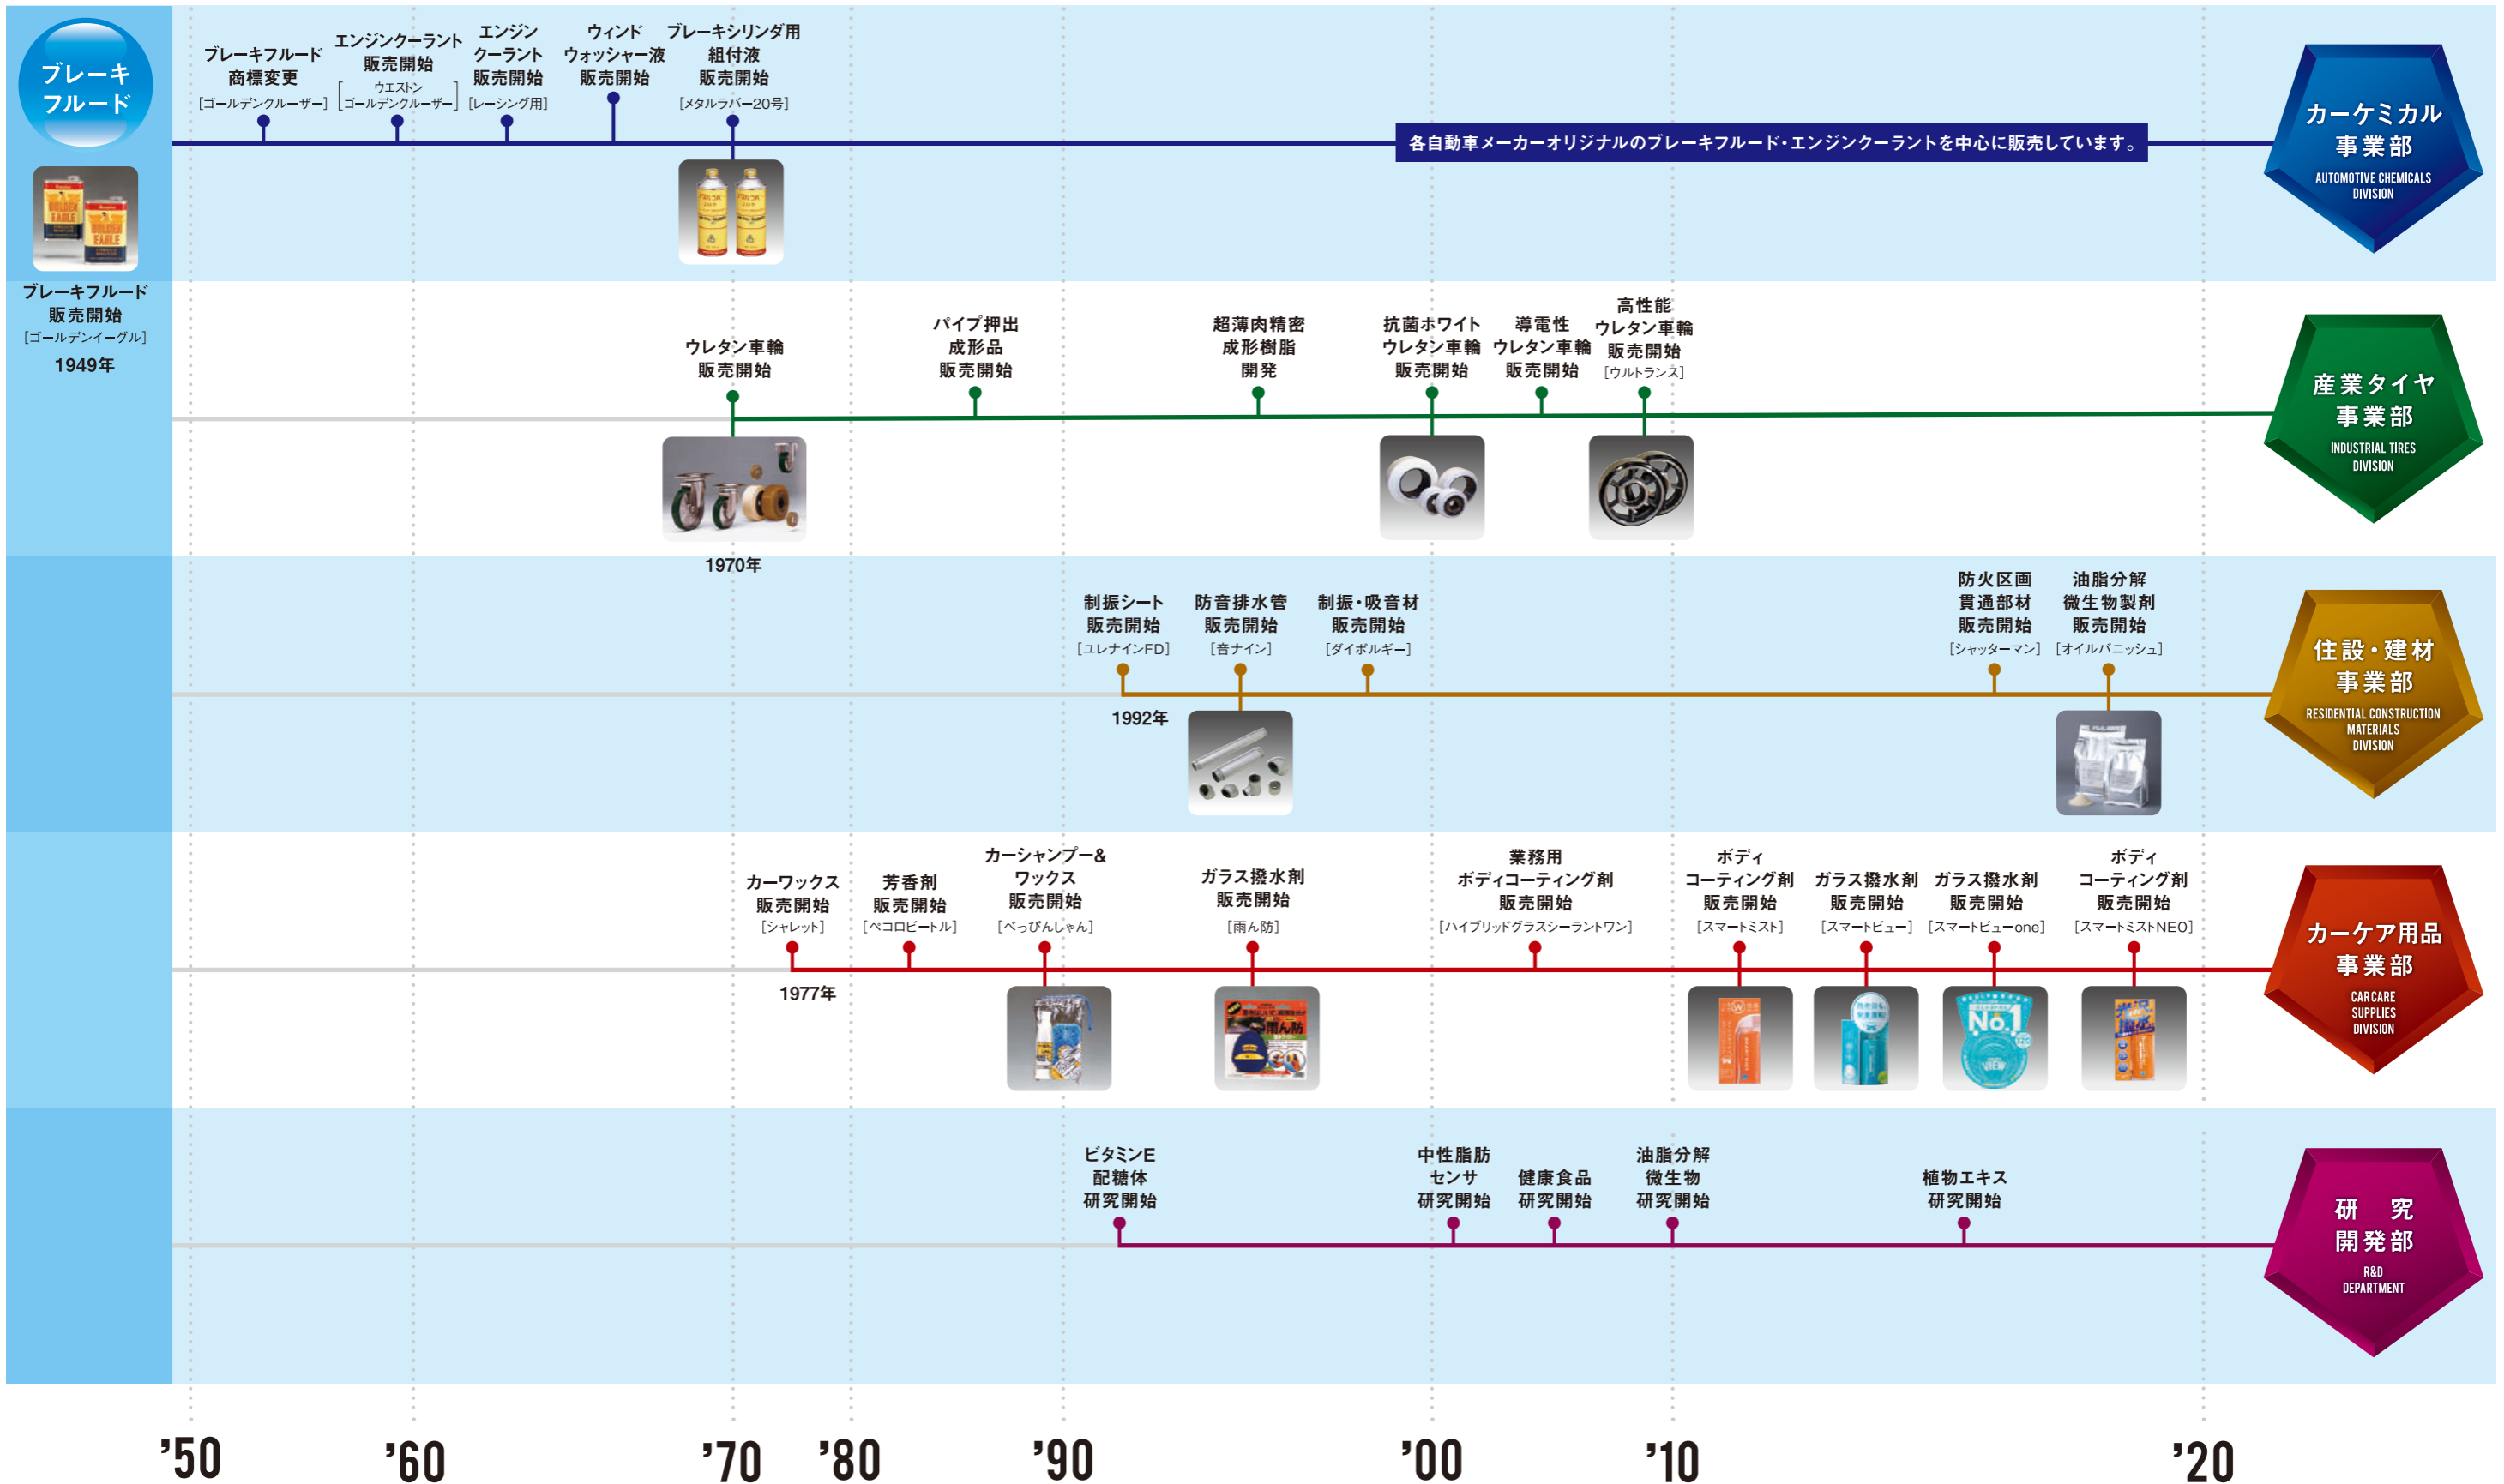 ブレーキ
フルード
ブレーキフルード
販売開始
[ゴールデンイーグル]
1949年
ブレーキフルード
商標変更
[ゴールデンクルーザー]
エンジンクーラント
販売開始
[ウエストン
ゴールデンクルーザー]
エンジン
クーラント
販売開始
[レーシング用]
ウィンド
ウォッシャー液
販売開始
ブレーキシリンダ用
組付液
販売開始
[メタルラバー20号]
各自動車メーカーオリジナルのブレーキフルード・エンジンクーラントを中心に販売しています。
カーケミカル
事業部
AUTOMOTIVE CHEMICALS
DIVISION
GOLDEN
EAGLE
ウレタン車輪
販売開始
1970年
パイプ押出
成形品
販売開始
超薄肉精密
成形樹脂
開発
抗菌ホワイト
ウレタン車輪
販売開始
導電性
ウレタン車輪
販売開始
高性能
ウレタン車輪
販売開始
[ウルトランス]
産業タイヤ
事業部
INDUSTRIAL TIRES
DIVISION
制振シート
販売開始
[ユレナインFD]
1992年
防音排水管
販売開始
[音ナイン]
制振・吸音材
販売開始
[ダイポルギー]
防火区画
貫通部材
販売開始
[シャッターマン]
油脂分解
微生物製剤
販売開始
[オイルバニッシュ]
住設・建材
事業部
RESIDENTIAL CONSTRUCTION
MATERIALS
DIVISION
カーワックス
販売開始
[シャレット]
1977年
芳香剤
販売開始
[ペコロビートル]
カーシャンプー&
ワックス
販売開始
[べっぴんしゃん]
ガラス撥水剤
販売開始
[雨ん防]
雨ん防
業務用
ボディコーティング剤
販売開始
[ハイブリッドグラスシーラントワン]
ボディ
コーティング剤
販売開始
[スマートミスト]
ガラス撥水剤
販売開始
[スマートビュー]
ガラス撥水剤
販売開始
[スマートビューone]
No.1
VIEW
ボディ
コーティング剤
販売開始
[スマートミストNEO]
カーケア用品
事業部
CAR CARE
SUPPLIES
DIVISION
ビタミンE
配糖体
研究開始
中性脂肪
センサ
研究開始
健康食品
研究開始
油脂分解
微生物
研究開始
植物エキス
研究開始
研 究
開発部
R&D
DEPARTMENT
'50
'60
'70
'80
'90
'00
'10
'20